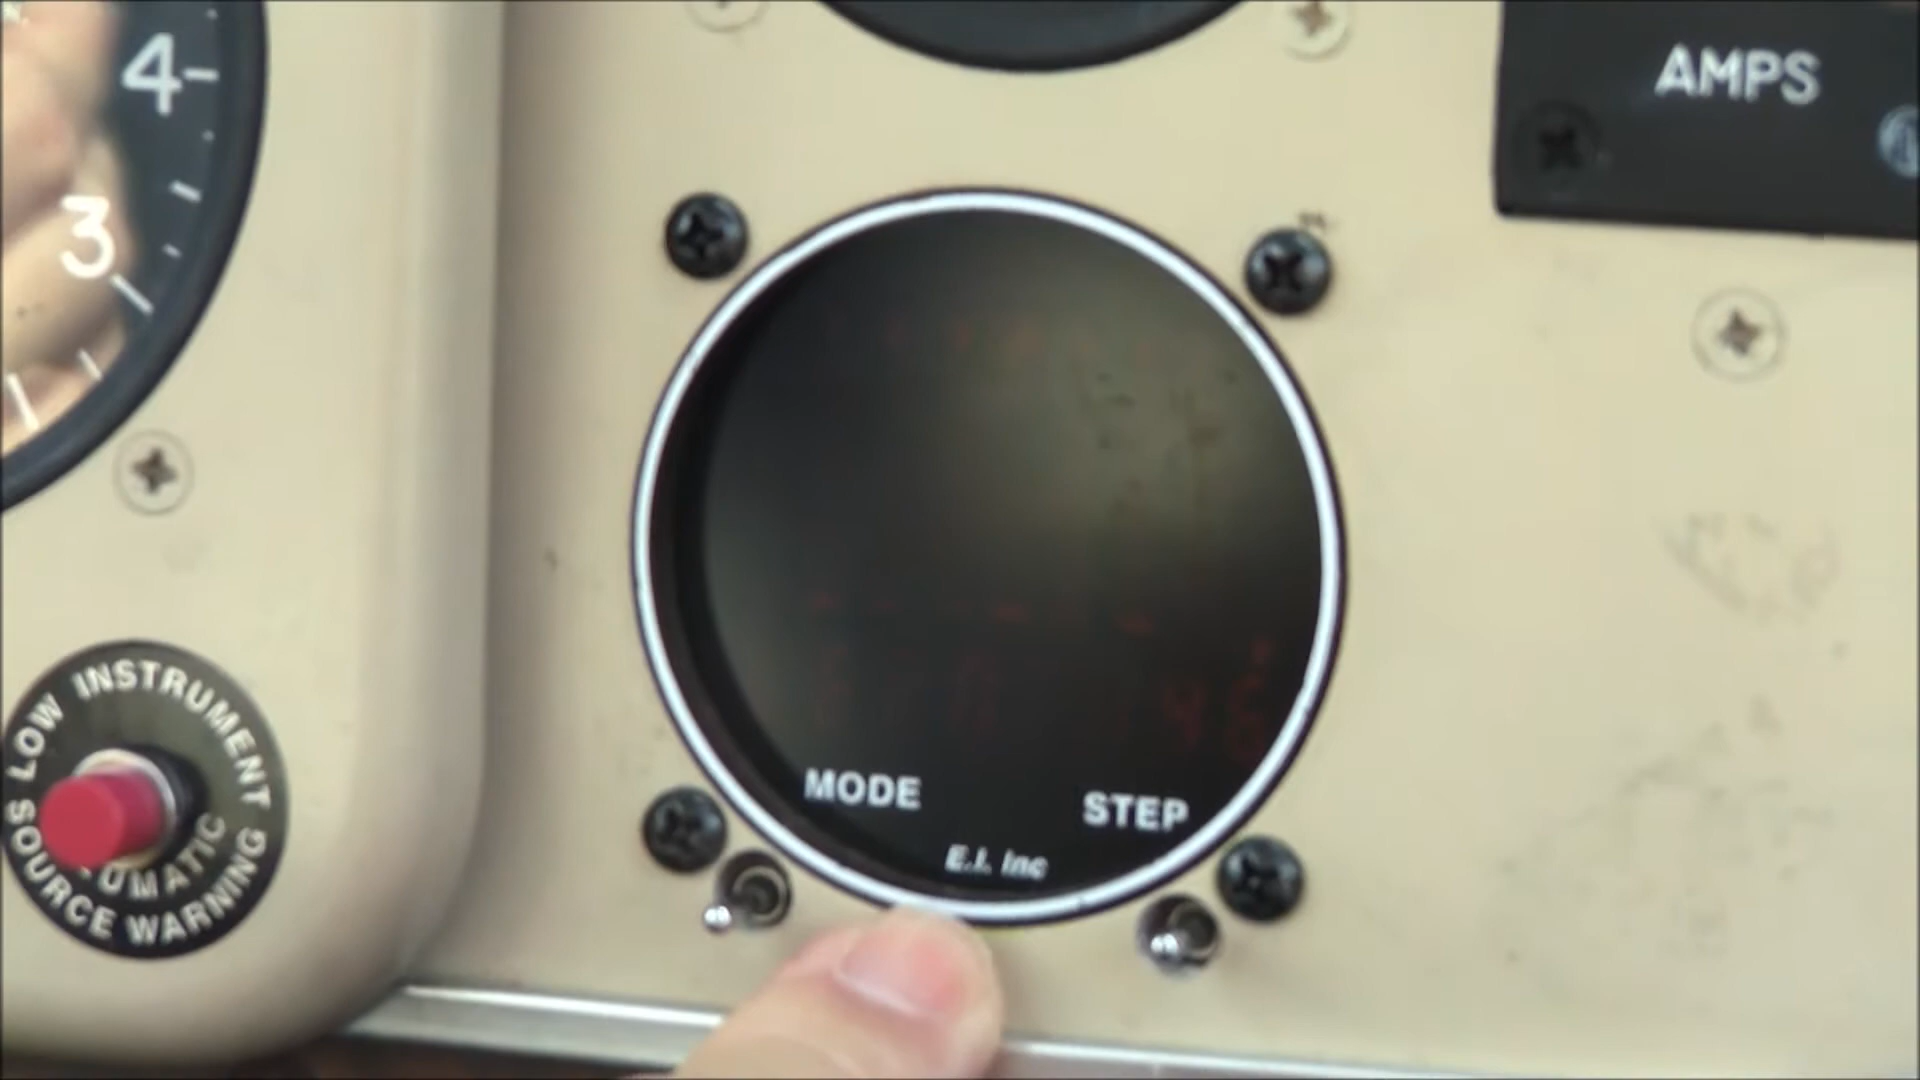 4
3
AMPS
LOW INSTRUMENT
SOURCE WARNING
MODE
STEP
E.I. Inc